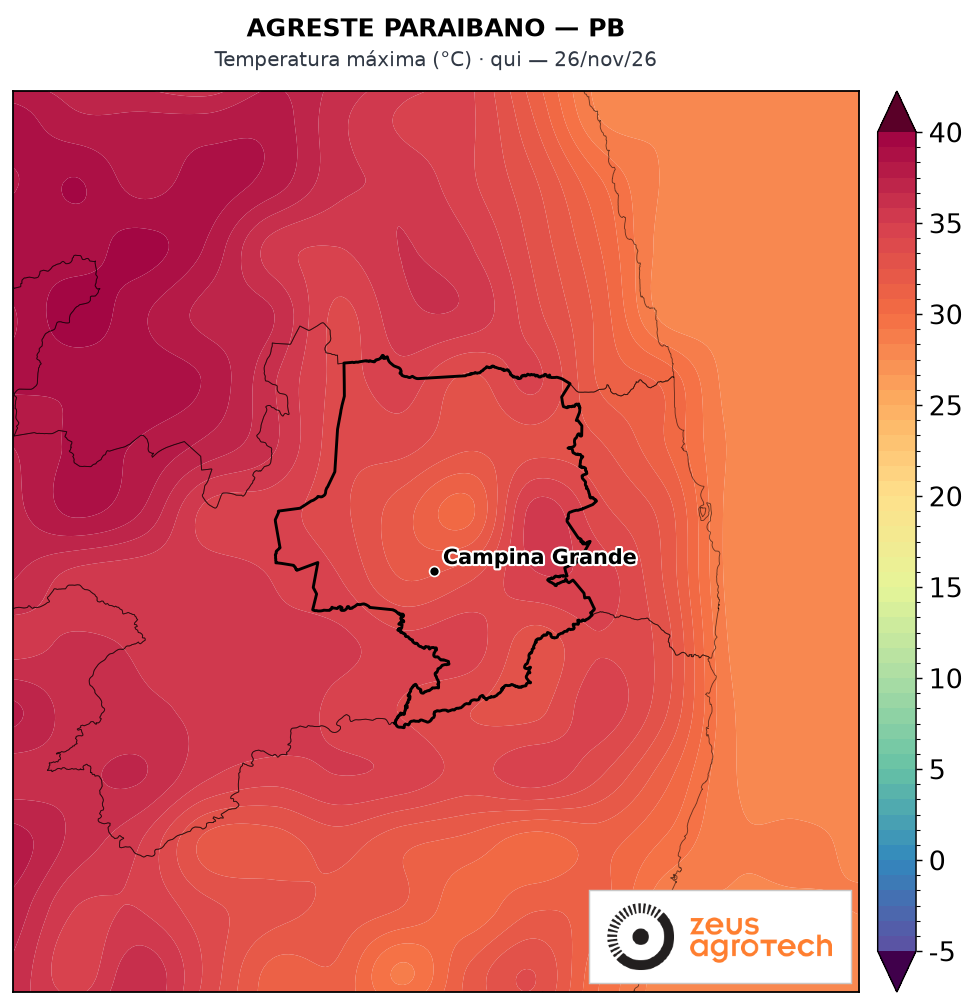 AGRESTE PARAIBANO — PB
Temperatura máxima (°C) · qui — 26/nov/26
40
35
30
25
20
15
10
5
0
-5
Campina Grande
zeus
agrotech